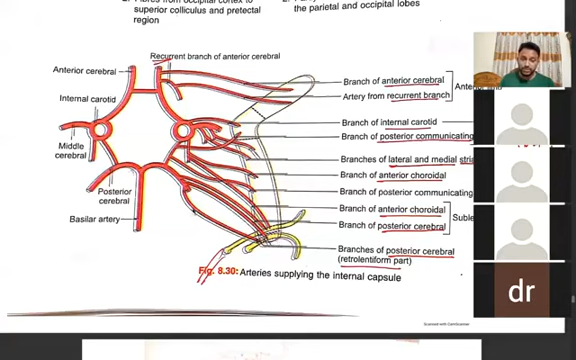 superior colliculus and pretectal
region
the parietal and occipital lobes
Recurrent branch of anterior cerebral
Anterior cerebral
Internal carotid
Middle
cerebral
Posterior
cerebral
Basilar artery
Branch of anterior cerebral
Artery from recurrent branch
Branch of internal carotid
Branch of posterior communicating
Branches of lateral and medial
Branch of anterior choroidal
Branch of posterior communicating
Branch of anterior choroidal
Branch of posterior cerebral
Branches of posterior cerebral
(retrolentiform part)
Fig. 8.30: Arteries supplying the internal capsule
Scanned with CamScanner
dr